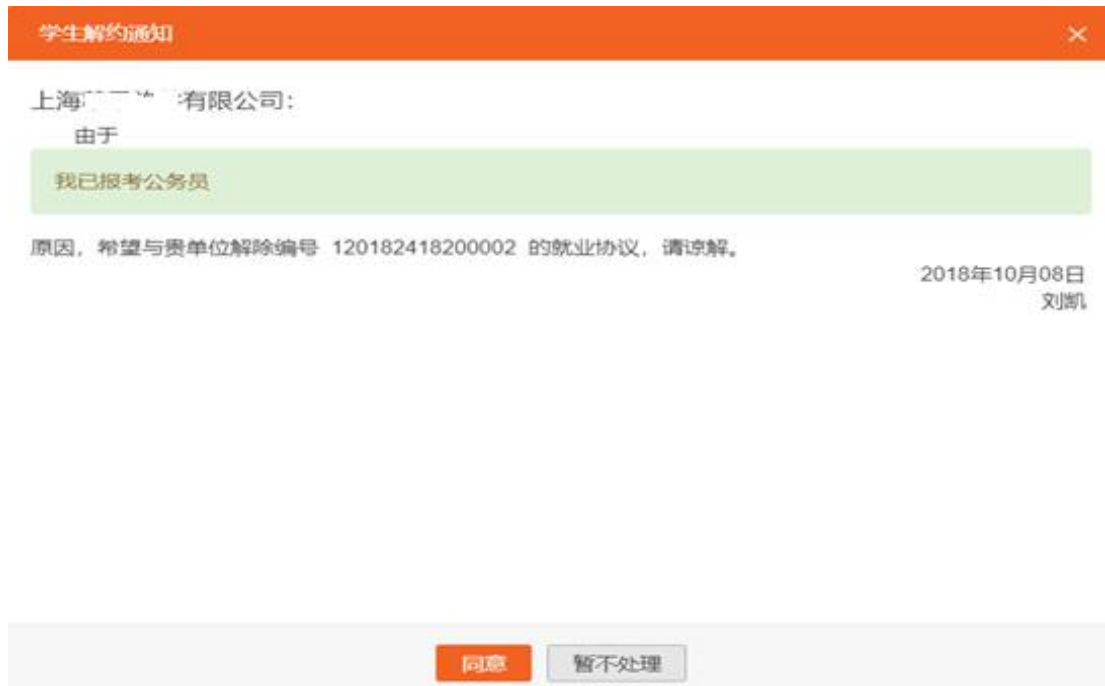 学生解约通知
上海 有限公司：
由于
我已报考公务员
原因，希望与贵单位解除编号 120182418200002 的就业协议，请谅解。
2018年10月08日
刘凯
同意 暂不处理